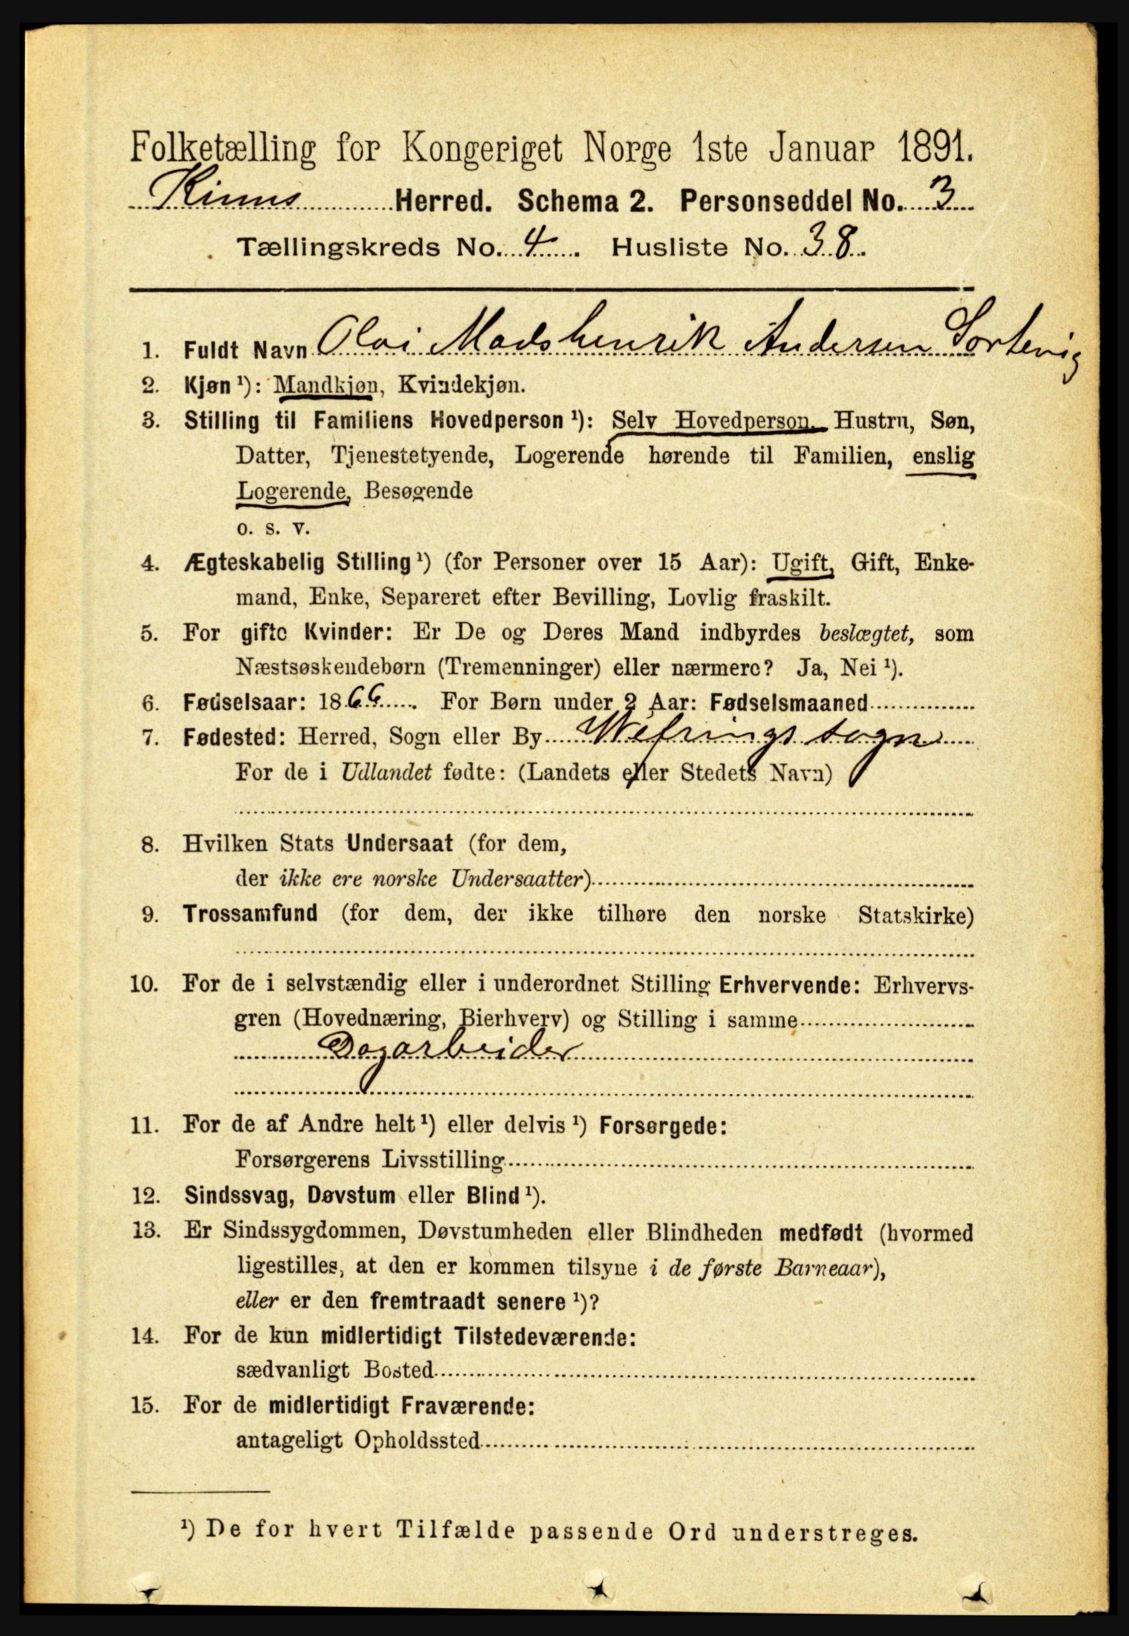 Folketælling for Kongeriget Norge 1ste Januar 1891.
Kinns Herred. Schema 2. Personseddel No. 3
Tællingskreds No. 4. Husliste No. 38.
1. Fuldt Navn Olai Mads Henrik Andersen Sortevig
2. Kjøn ¹): Mandkjøn, Kvindekjøn.
3. Stilling til Familiens Hovedperson ¹): Selv Hovedperson, Hustru, Søn,
Datter, Tjenestetyende, Logerende hørende til Familien, enslig
Logerende, Besøgende
o. s. v.
4. Ægteskabelig Stilling ¹) (for Personer over 15 Aar): Ugift, Gift, Enke-
mand, Enke, Separeret efter Bevilling, Lovlig fraskilt.
5. For gifte Kvinder: Er De og Deres Mand indbyrdes beslægtet, som
Næstsøskendebørn (Tremenninger) eller nærmere? Ja, Nei ¹).
6. Fødselsaar: 1866. For Børn under 2 Aar: Fødselsmaaned
7. Fødested: Herred, Sogn eller By Wefrings sogn
For de i Udlandet fødte: (Landets eller Stedets Navn)
8. Hvilken Stats Undersaat (for dem,
der ikke ere norske Undersaatter)
9. Trossamfund (for dem, der ikke tilhøre den norske Statskirke)
10. For de i selvstændig eller i underordnet Stilling Erhvervende: Erhvervs-
gren (Hovednæring, Bierhverv) og Stilling i samme
Dagarbeider
11. For de af Andre helt ¹) eller delvis ¹) Forsørgede:
Forsørgerens Livsstilling
12. Sindssvag, Døvstum eller Blind ¹).
13. Er Sindssygdommen, Døvstumheden eller Blindheden medfødt (hvormed
ligestilles, at den er kommen tilsyne i de første Barneaar),
eller er den fremtraadt senere ¹)?
14. For de kun midlertidigt Tilstedeværende:
sædvanligt Bosted
15. For de midlertidigt Fraværende:
antageligt Opholdssted
¹) De for hvert Tilfælde passende Ord understreges.